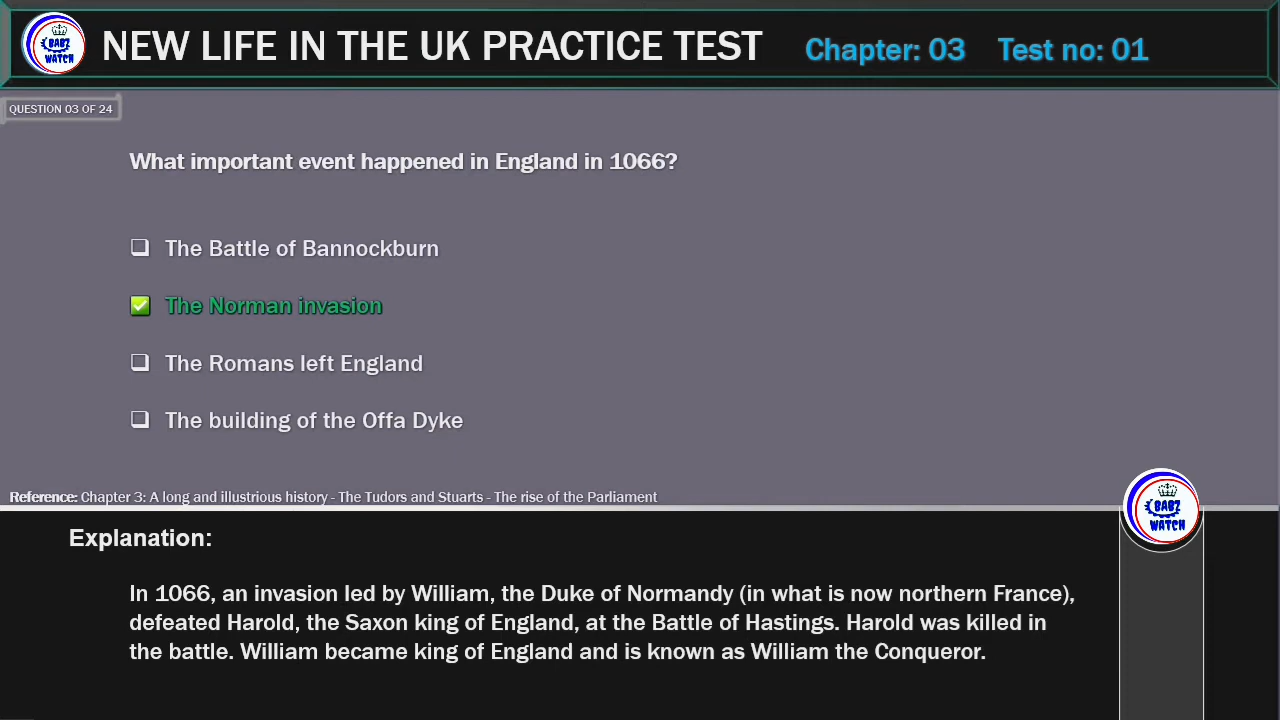 BABZ
WATCH
NEW LIFE IN THE UK PRACTICE TEST Chapter: 03 Test no: 01
QUESTION 03 OF 24
What important event happened in England in 1066?
The Battle of Bannockburn
The Norman invasion
The Romans left England
The building of the Offa Dyke
Reference: Chapter 3: A long and illustrious history - The Tudors and Stuarts - The rise of the Parliament
BABZ
WATCH
Explanation:
In 1066, an invasion led by William, the Duke of Normandy (in what is now northern France),
defeated Harold, the Saxon king of England, at the Battle of Hastings. Harold was killed in
the battle. William became king of England and is known as William the Conqueror.